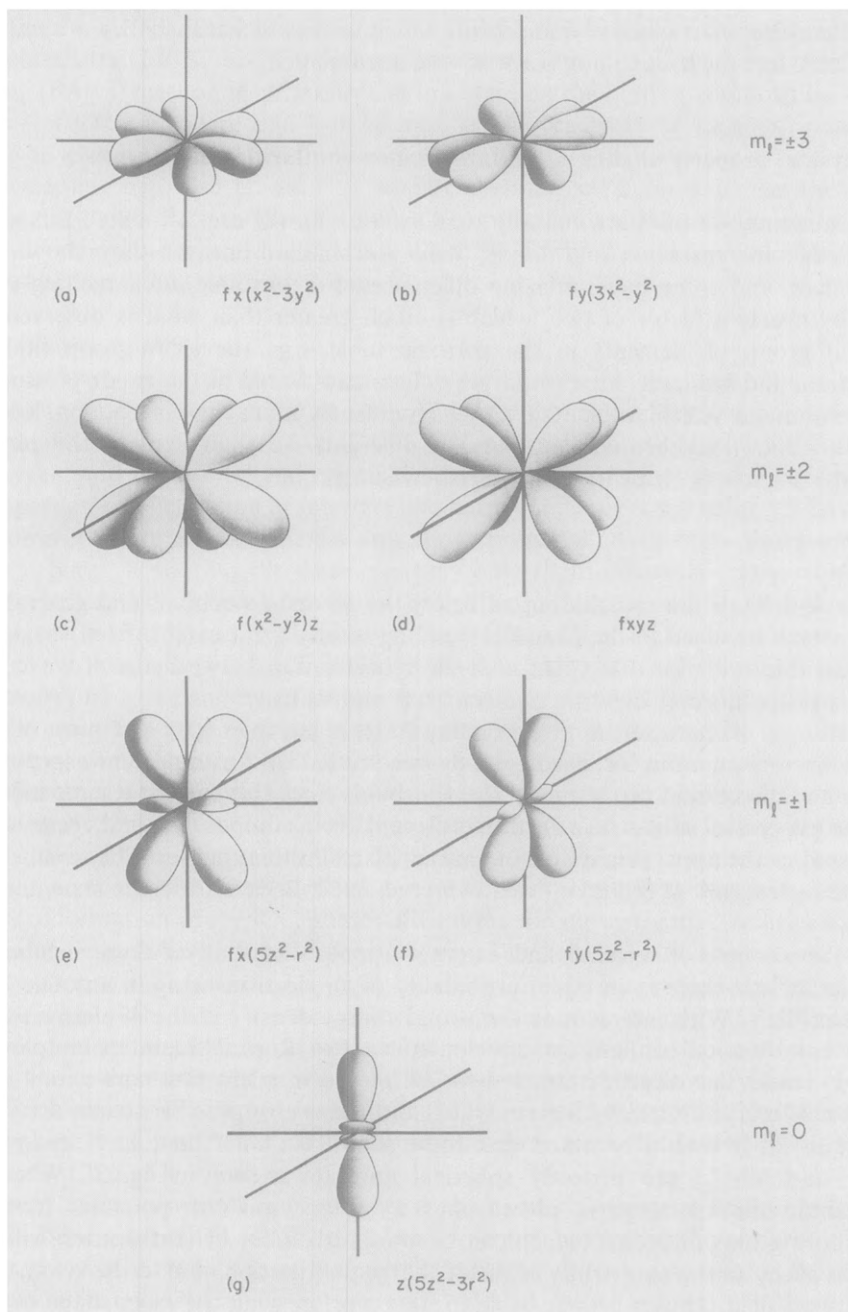 mℓ=±3
(a) fx(x²−3y²) (b) fy(3x²−y²)
mℓ=±2
(c) f(x²−y²)z (d) fxyz
mℓ=±1
(e) fx(5z²−r²) (f) fy(5z²−r²)
mℓ=0
(g) z(5z²−3r²)